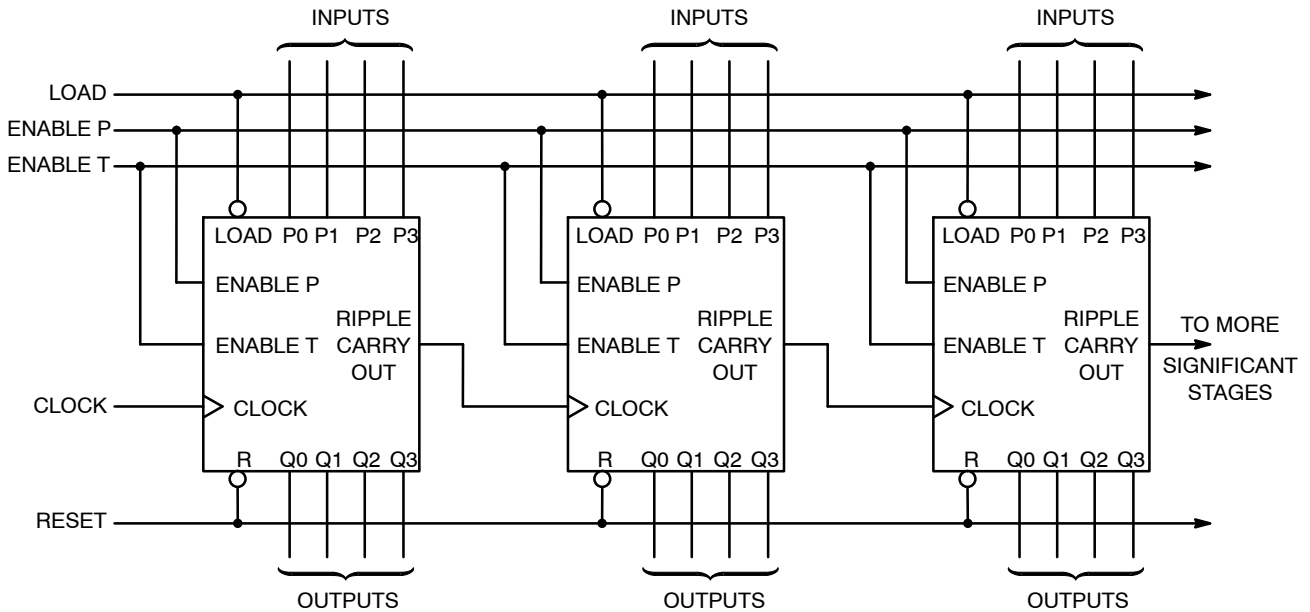 INPUTS INPUTS INPUTS
LOAD
ENABLE P
ENABLE T
LOAD P0 P1 P2 P3 LOAD P0 P1 P2 P3 LOAD P0 P1 P2 P3
ENABLE P ENABLE P ENABLE P
RIPPLE RIPPLE RIPPLE TO MORE
ENABLE T CARRY ENABLE T CARRY ENABLE T CARRY
OUT OUT OUT SIGNIFICANT
STAGES
CLOCK CLOCK CLOCK CLOCK
R Q0 Q1 Q2 Q3 R Q0 Q1 Q2 Q3 R Q0 Q1 Q2 Q3
RESET
OUTPUTS OUTPUTS OUTPUTS